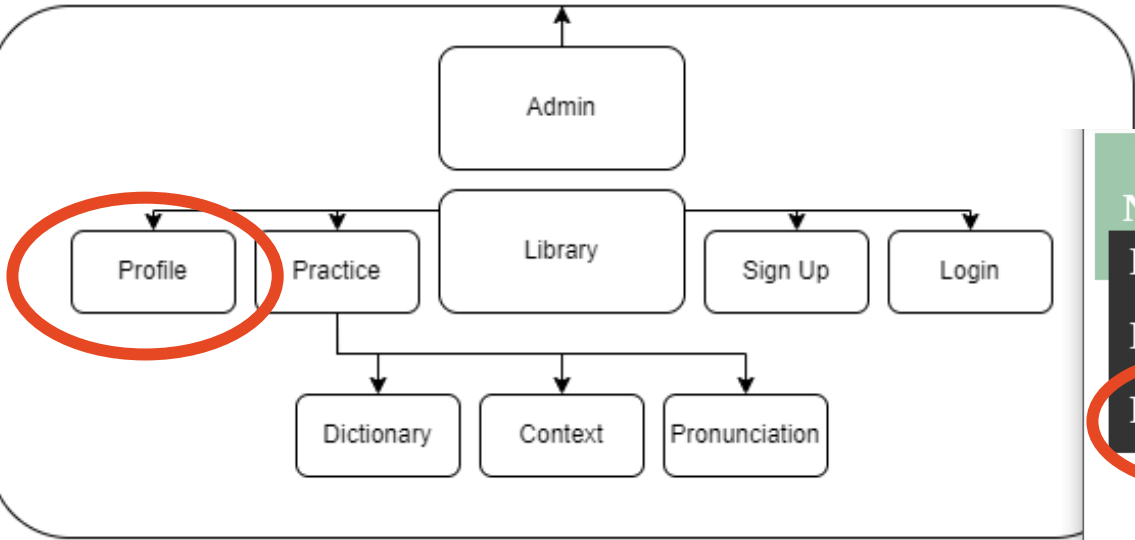 Admin
Library
Profile
Practice
Sign Up
Login
Dictionary
Context
Pronunciation